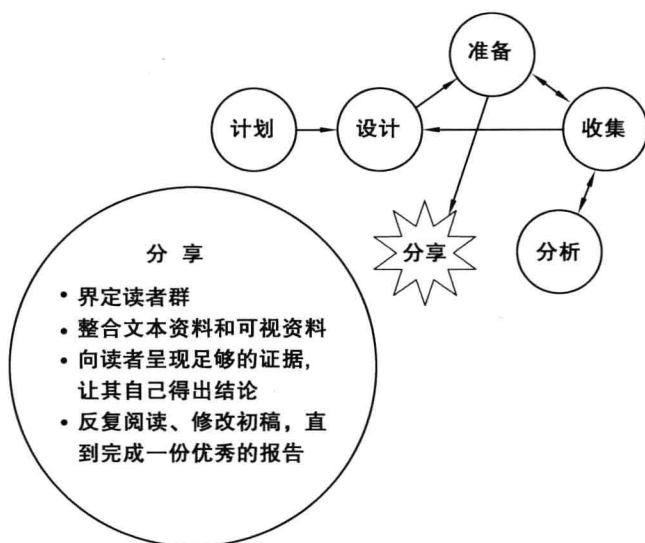 准备
计划
设计
收集
分享
分析
分 享
• 界定读者群
• 整合文本资料和可视资料
• 向读者呈现足够的证据,
让其自己得出结论
• 反复阅读、修改初稿，直
到完成一份优秀的报告